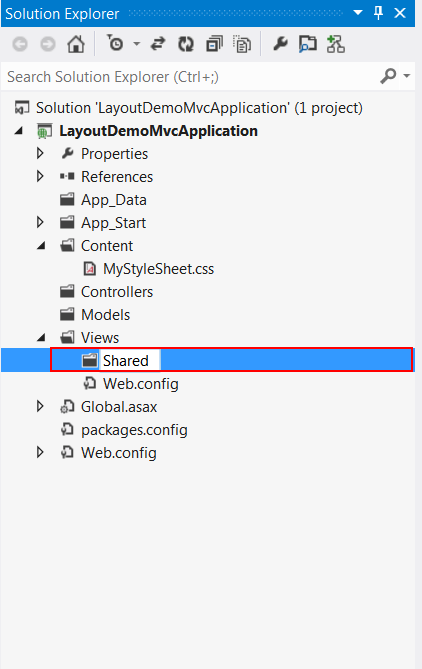 Solution Explorer
Search Solution Explorer (Ctrl+;)
Solution 'LayoutDemoMvcApplication' (1 project)
LayoutDemoMvcApplication
Properties
References
App_Data
App_Start
Content
MyStyleSheet.css
Controllers
Models
Views
Shared
Web.config
Global.asax
packages.config
Web.config